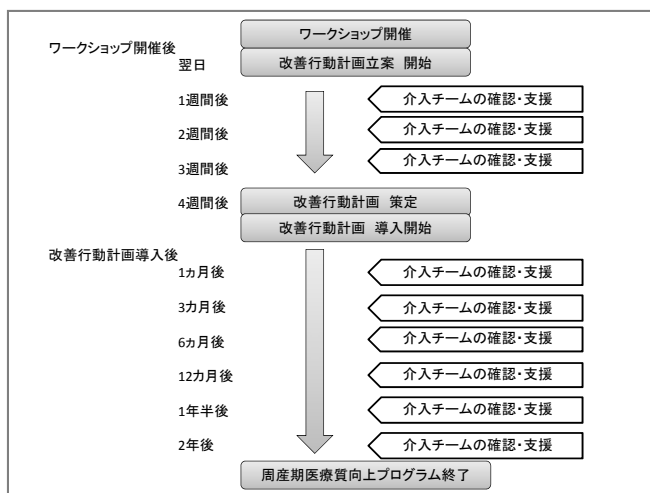 ワークショップ開催
ワークショップ開催後
翌日
改善行動計画立案 開始
1週間後
介入チームの確認・支援
2週間後
介入チームの確認・支援
3週間後
介入チームの確認・支援
4週間後
改善行動計画 策定
改善行動計画 導入開始
改善行動計画導入後
1ヵ月後
介入チームの確認・支援
3カ月後
介入チームの確認・支援
6ヵ月後
介入チームの確認・支援
12カ月後
介入チームの確認・支援
1年半後
介入チームの確認・支援
2年後
介入チームの確認・支援
周産期医療質向上プログラム終了